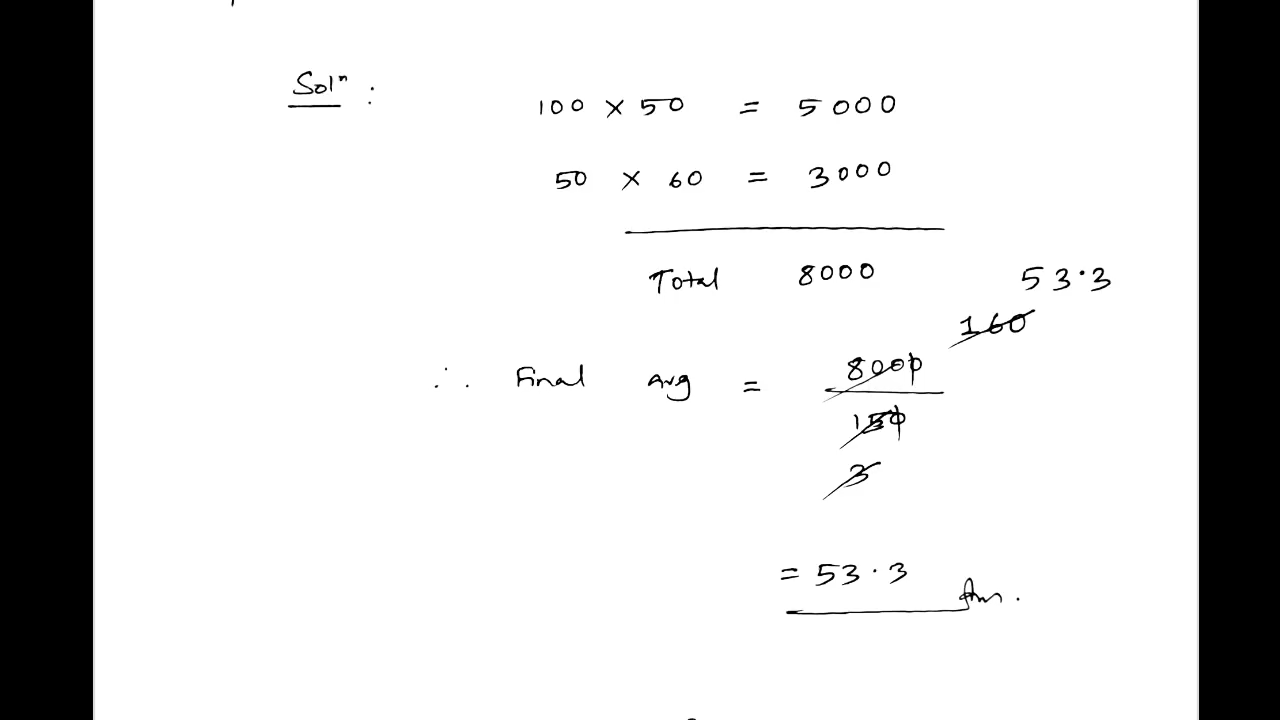 Solⁿ :
100 × 50 = 5000
50 × 60 = 3000
Total 8000
53.3
160
∴ Final Avg = 8000
150
3
= 53.3 Ans.